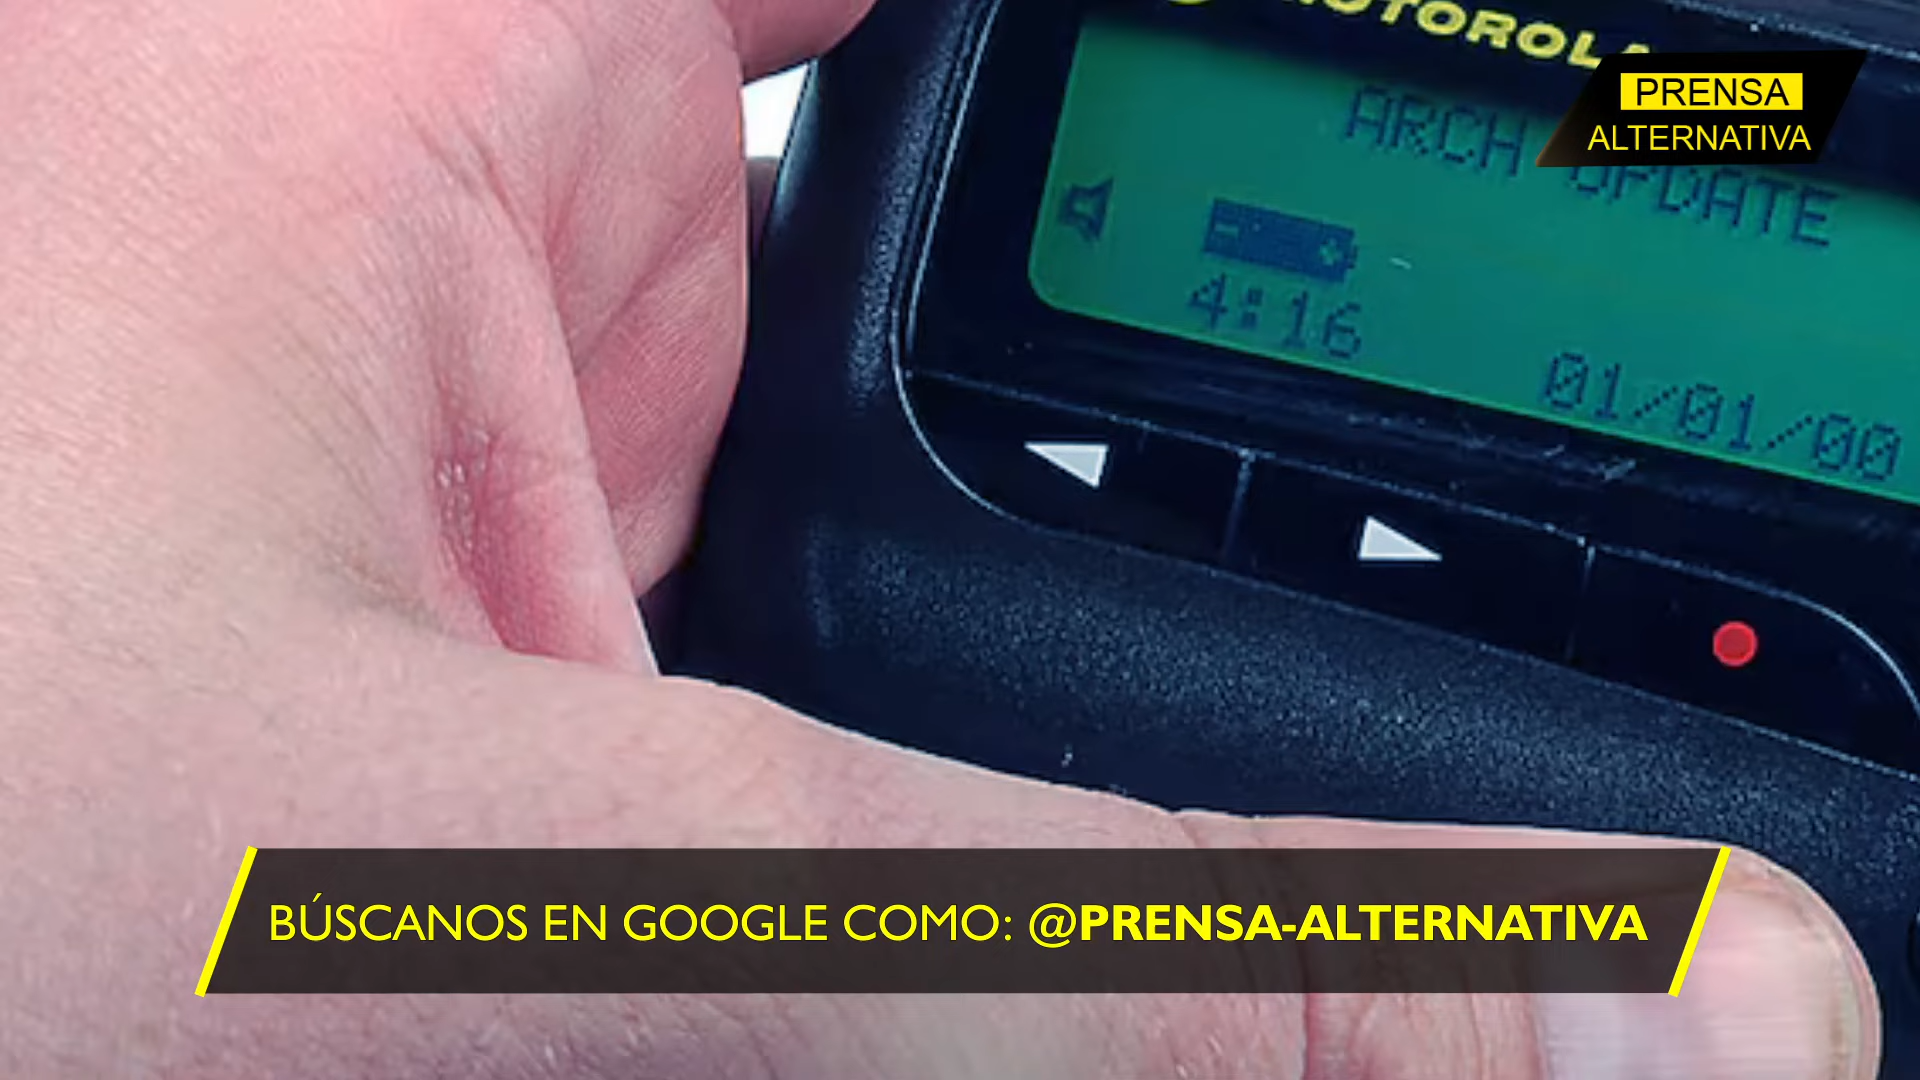 MOTOROLA
PRENSA
ALTERNATIVA
ARCH UPDATE
4:16
01/01/00
BÚSCANOS EN GOOGLE COMO: @PRENSA-ALTERNATIVA